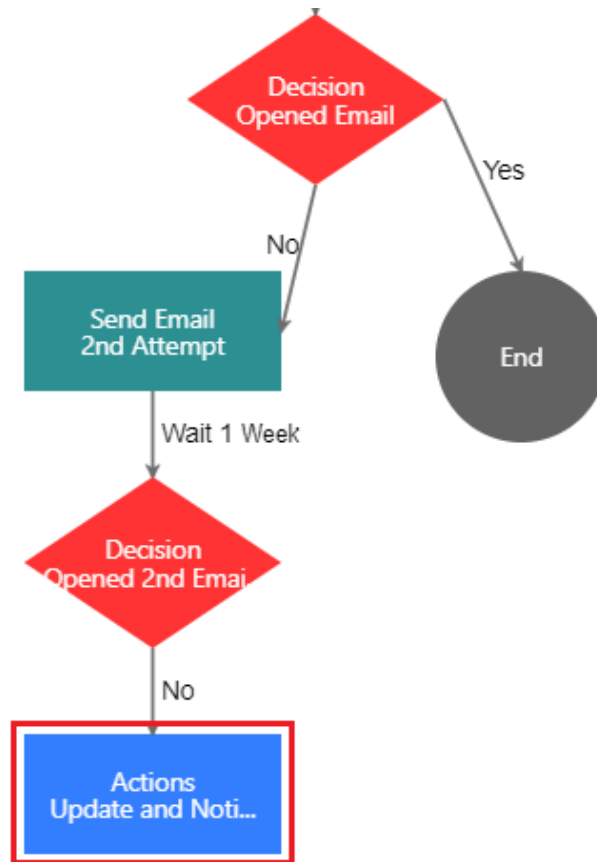 Decision
Opened Email
Yes
No
Send Email
2nd Attempt
End
Wait 1 Week
Decision
Opened 2nd Emai..
No
Actions
Update and Noti...